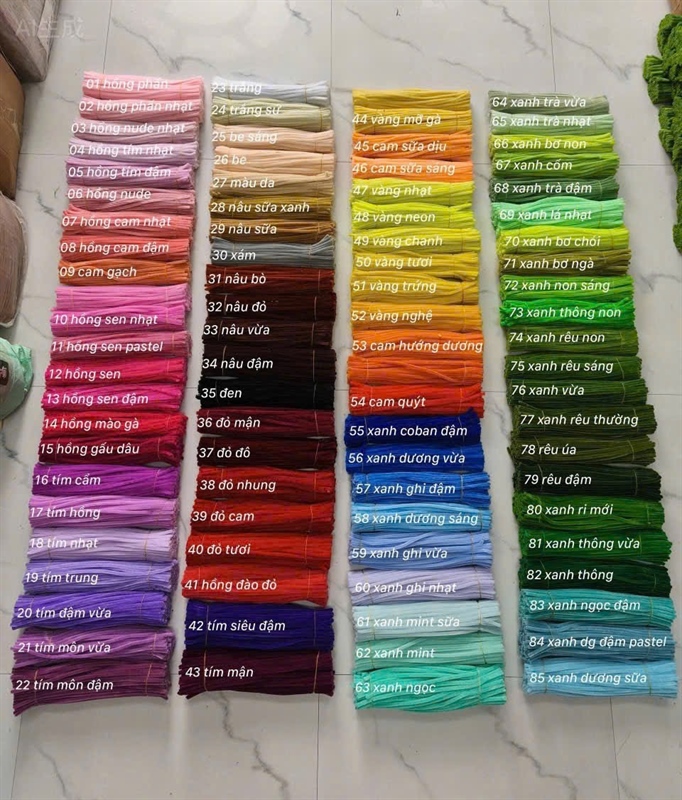 AI生成
01 hồng phấn
02 hồng phấn nhạt
03 hồng nude nhạt
04 hồng tím nhạt
05 hồng tím đậm
06 hồng nude
07 hồng cam nhạt
08 hồng cam đậm
09 cam gạch
10 hồng sen nhạt
11 hồng sen pastel
12 hồng sen
13 hồng sen đậm
14 hồng mào gà
15 hồng gấu dâu
16 tím cẩm
17 tím hồng
18 tím nhạt
19 tím trung
20 tím đậm vừa
21 tím môn vừa
22 tím môn đậm
23 trắng
24 trắng sứ
25 be sáng
26 be
27 màu da
28 nâu sữa xanh
29 nâu sữa
30 xám
31 nâu bò
32 nâu đỏ
33 nâu vừa
34 nâu đậm
35 đen
36 đỏ mận
37 đỏ đô
38 đỏ nhung
39 đỏ cam
40 đỏ tươi
41 hồng đào đỏ
42 tím siêu đậm
43 tím mận
44 vàng mỡ gà
45 cam sữa dịu
46 cam sữa sáng
47 vàng nhạt
48 vàng neon
49 vàng chanh
50 vàng tươi
51 vàng trứng
52 vàng nghệ
53 cam hướng dương
54 cam quýt
55 xanh coban đậm
56 xanh dương vừa
57 xanh ghi đậm
58 xanh dương sáng
59 xanh ghi vừa
60 xanh ghi nhạt
61 xanh mint sữa
62 xanh mint
63 xanh ngọc
64 xanh trà vừa
65 xanh trà nhạt
66 xanh bơ non
67 xanh cốm
68 xanh trà đậm
69 xanh lá nhạt
70 xanh bơ chói
71 xanh bơ ngà
72 xanh non sáng
73 xanh thông non
74 xanh rêu non
75 xanh rêu sáng
76 xanh vừa
77 xanh rêu thường
78 rêu úa
79 rêu đậm
80 xanh ri mới
81 xanh thông vừa
82 xanh thông
83 xanh ngọc đậm
84 xanh dg đậm pastel
85 xanh dương sữa